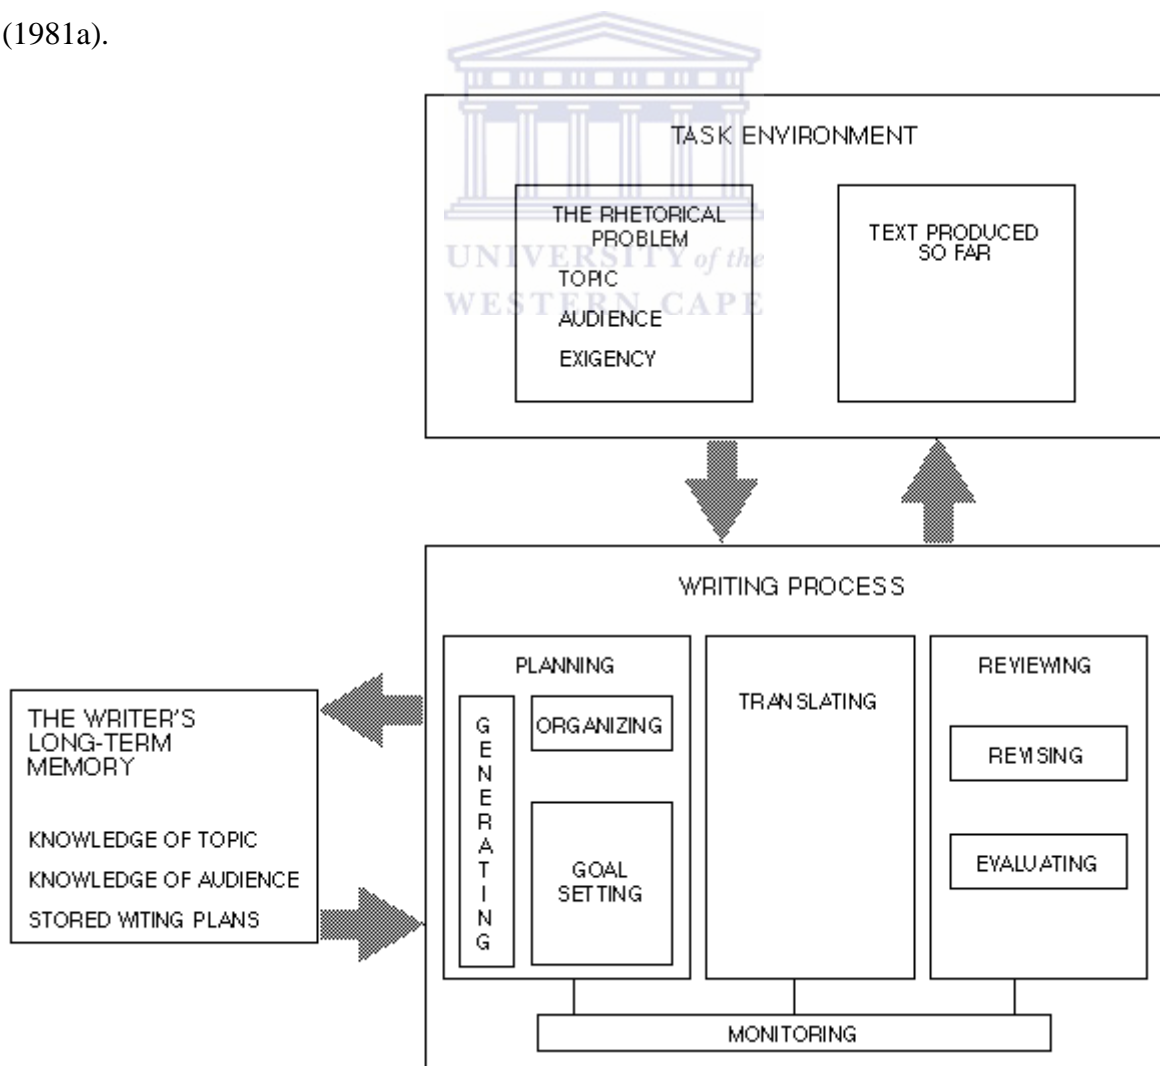 (1981a).
UNIVERSITY of the
WESTERN CAPE
TASK ENVIRONMENT
THE RHETORICAL
PROBLEM
TOPIC
AUDIENCE
EXIGENCY
TEXT PRODUCED
SO FAR
WRITING PROCESS
PLANNING
GENERATING
ORGANIZING
GOAL
SETTING
TRANSLATING
REVIEWING
REVISING
EVALUATING
MONITORING
THE WRITER'S
LONG-TERM
MEMORY
KNOWLEDGE OF TOPIC
KNOWLEDGE OF AUDIENCE
STORED WITING PLANS